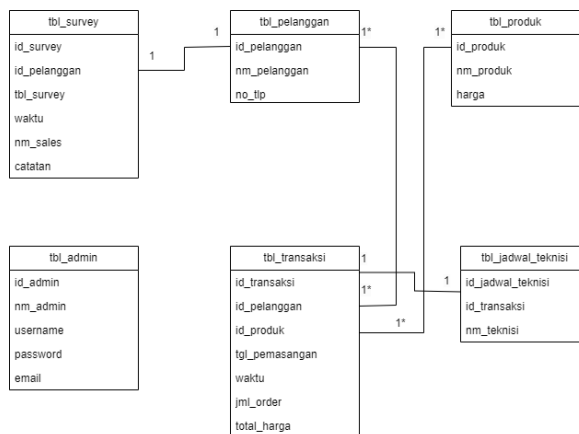 tbl_survey
id_survey
id_pelanggan
tbl_survey
waktu
nm_sales
catatan
1
1
tbl_pelanggan
id_pelanggan
nm_pelanggan
no_tlp
1*
1*
tbl_produk
id_produk
nm_produk
harga
tbl_admin
id_admin
nm_admin
username
password
email
tbl_transaksi
id_transaksi
id_pelanggan
id_produk
tgl_pemasangan
waktu
jml_order
total_harga
1
1*
1*
1
tbl_jadwal_teknisi
id_jadwal_teknisi
id_transaksi
nm_teknisi